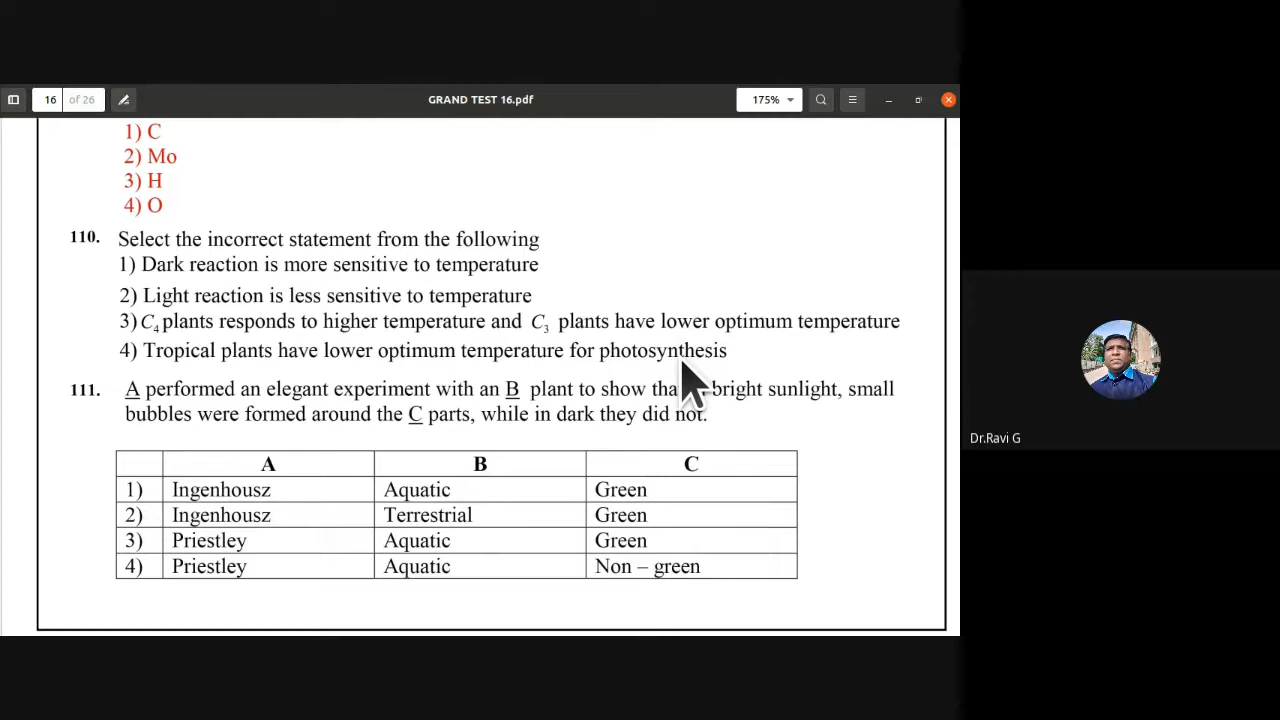 16 of 26
GRAND TEST 16.pdf
175%
1) C
2) Mo
3) H
4) O
110. Select the incorrect statement from the following
1) Dark reaction is more sensitive to temperature
2) Light reaction is less sensitive to temperature
3) C4 plants responds to higher temperature and C3 plants have lower optimum temperature
4) Tropical plants have lower optimum temperature for photosynthesis
111. A performed an elegant experiment with an B plant to show bright sunlight, small
bubbles were formed around the C parts, while in dark they did not.
A B C
1) Ingenhousz Aquatic Green
2) Ingenhousz Terrestrial Green
3) Priestley Aquatic Green
4) Priestley Aquatic Non – green
Dr.Ravi G